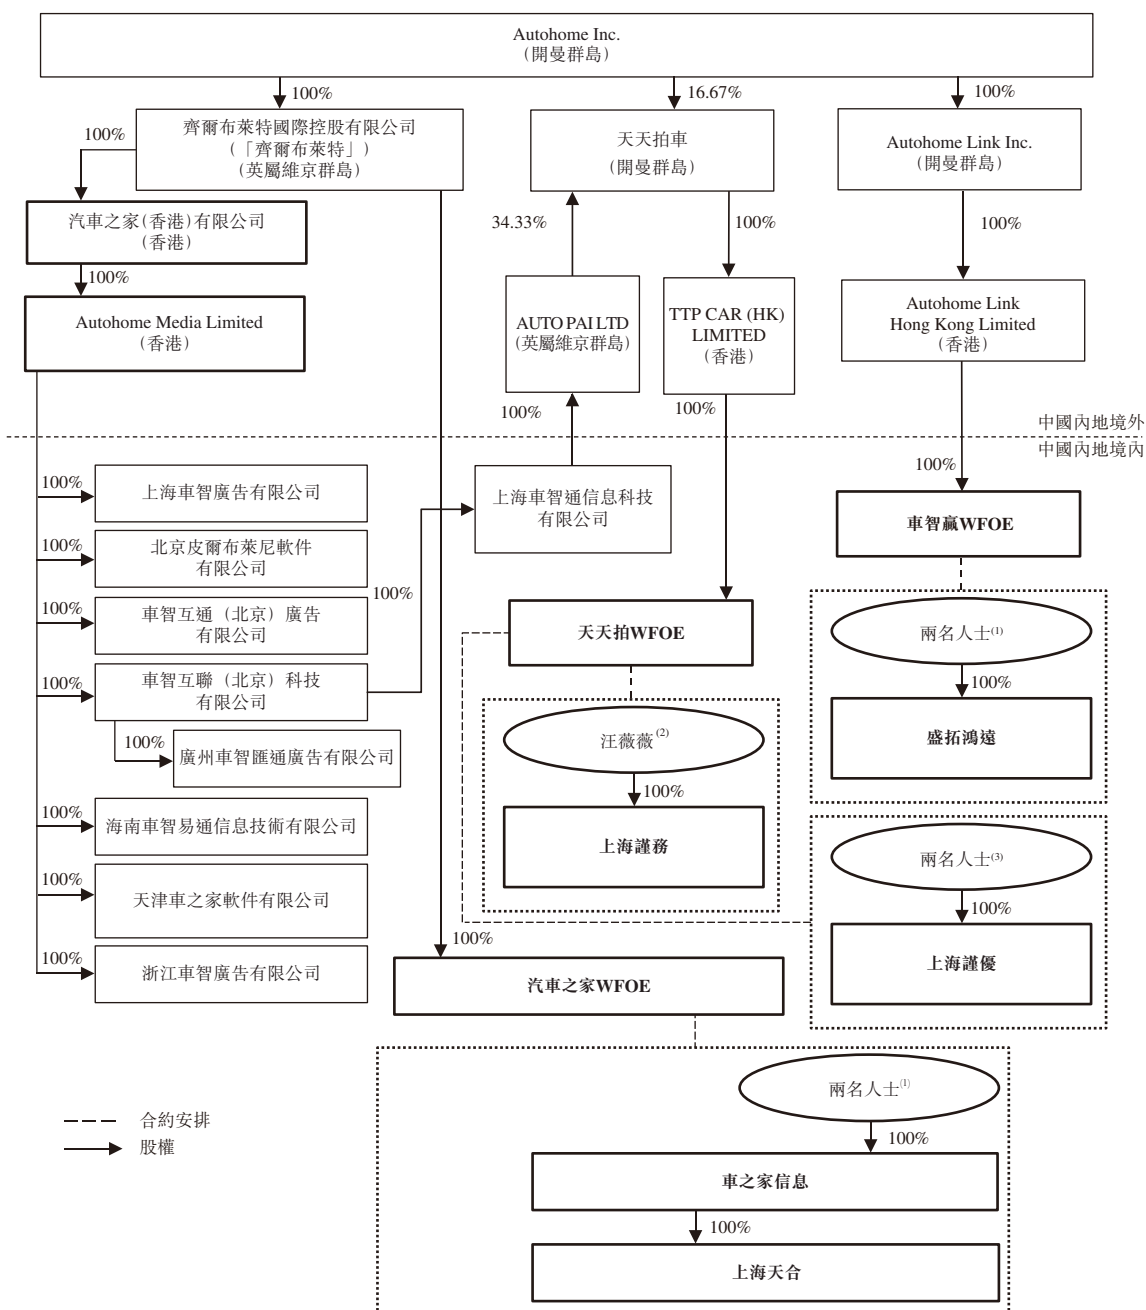 Autohome Inc.
(開曼群島)
100%
16.67%
100%
100%
齊爾布萊特國際控股有限公司
(「齊爾布萊特」)
(英屬維京群島)
天天拍車
(開曼群島)
Autohome Link Inc.
(開曼群島)
汽車之家(香港)有限公司
(香港)
34.33%
100%
100%
100%
Autohome Media Limited
(香港)
AUTO PAI LTD
(英屬維京群島)
TTP CAR (HK)
LIMITED
(香港)
Autohome Link
Hong Kong Limited
(香港)
100%
100%
中國內地境外
中國內地境內
100%
100%
上海車智廣告有限公司
上海車智通信息科技
有限公司
車智贏WFOE
100%
北京皮爾布萊尼軟件
有限公司
100%
100%
車智互通（北京）廣告
有限公司
天天拍WFOE
兩名人士(1)
100%
100%
車智互聯（北京）科技
有限公司
100%
廣州車智匯通廣告有限公司
汪薇薇(2)
盛拓鴻遠
100%
100%
海南車智易通信息技術有限公司
上海謹務
兩名人士(3)
100%
天津車之家軟件有限公司
100%
100%
浙江車智廣告有限公司
100%
汽車之家WFOE
上海謹優
兩名人士(1)
合約安排
股權
100%
車之家信息
100%
上海天合